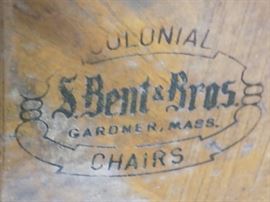 COLONIAL
S. Bent & Bros.
GARDNER, MASS.
CHAIRS